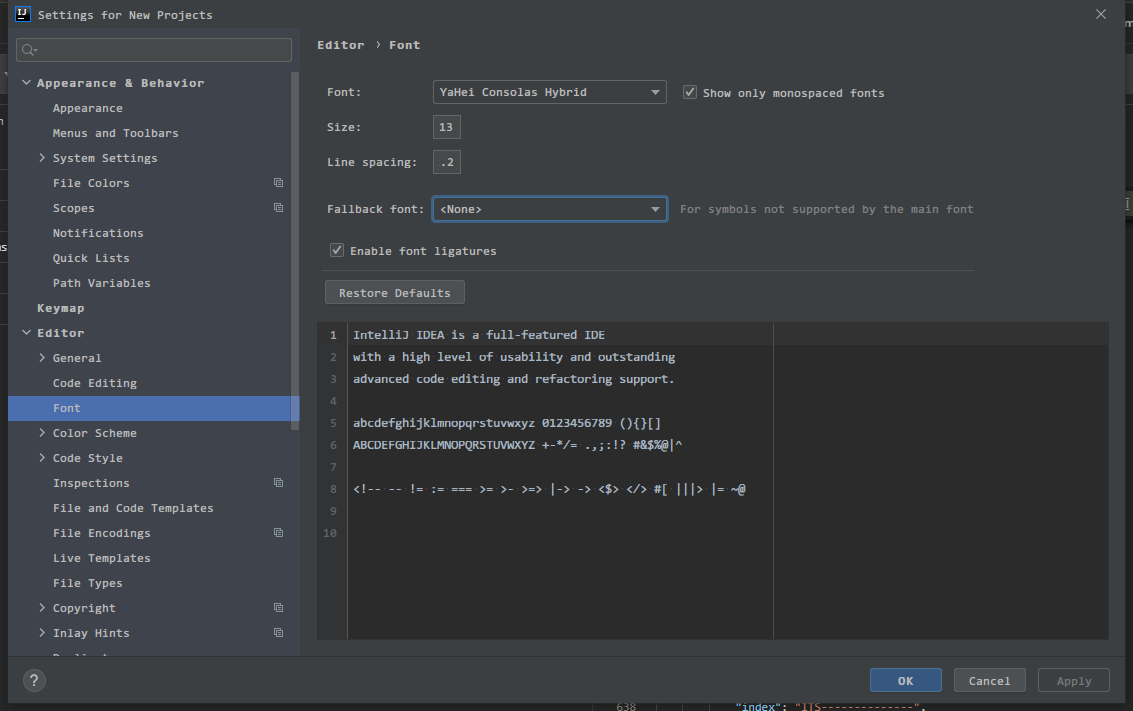 Settings for New Projects
Appearance & Behavior
Appearance
Menus and Toolbars
System Settings
File Colors
Scopes
Notifications
Quick Lists
Path Variables
Keymap
Editor
General
Code Editing
Font
Color Scheme
Code Style
Inspections
File and Code Templates
File Encodings
Live Templates
File Types
Copyright
Inlay Hints
Editor › Font
Font: YaHei Consolas Hybrid Show only monospaced fonts
Size: 13
Line spacing: .2
Fallback font: <None> For symbols not supported by the main font
Enable font ligatures
Restore Defaults
1 IntelliJ IDEA is a full-featured IDE
2 with a high level of usability and outstanding
3 advanced code editing and refactoring support.
4
5 abcdefghijklmnopqrstuvwxyz 0123456789 (){}[]
6 ABCDEFGHIJKLMNOPQRSTUVWXYZ +-*/= .,;:!? #&$%@|^
7
8 <!-- -- != := === >= >- >=> |-> -> <$> </> #[ |||> |= ~@
9
10
? OK Cancel Apply
638 "index": "ITS--------------",